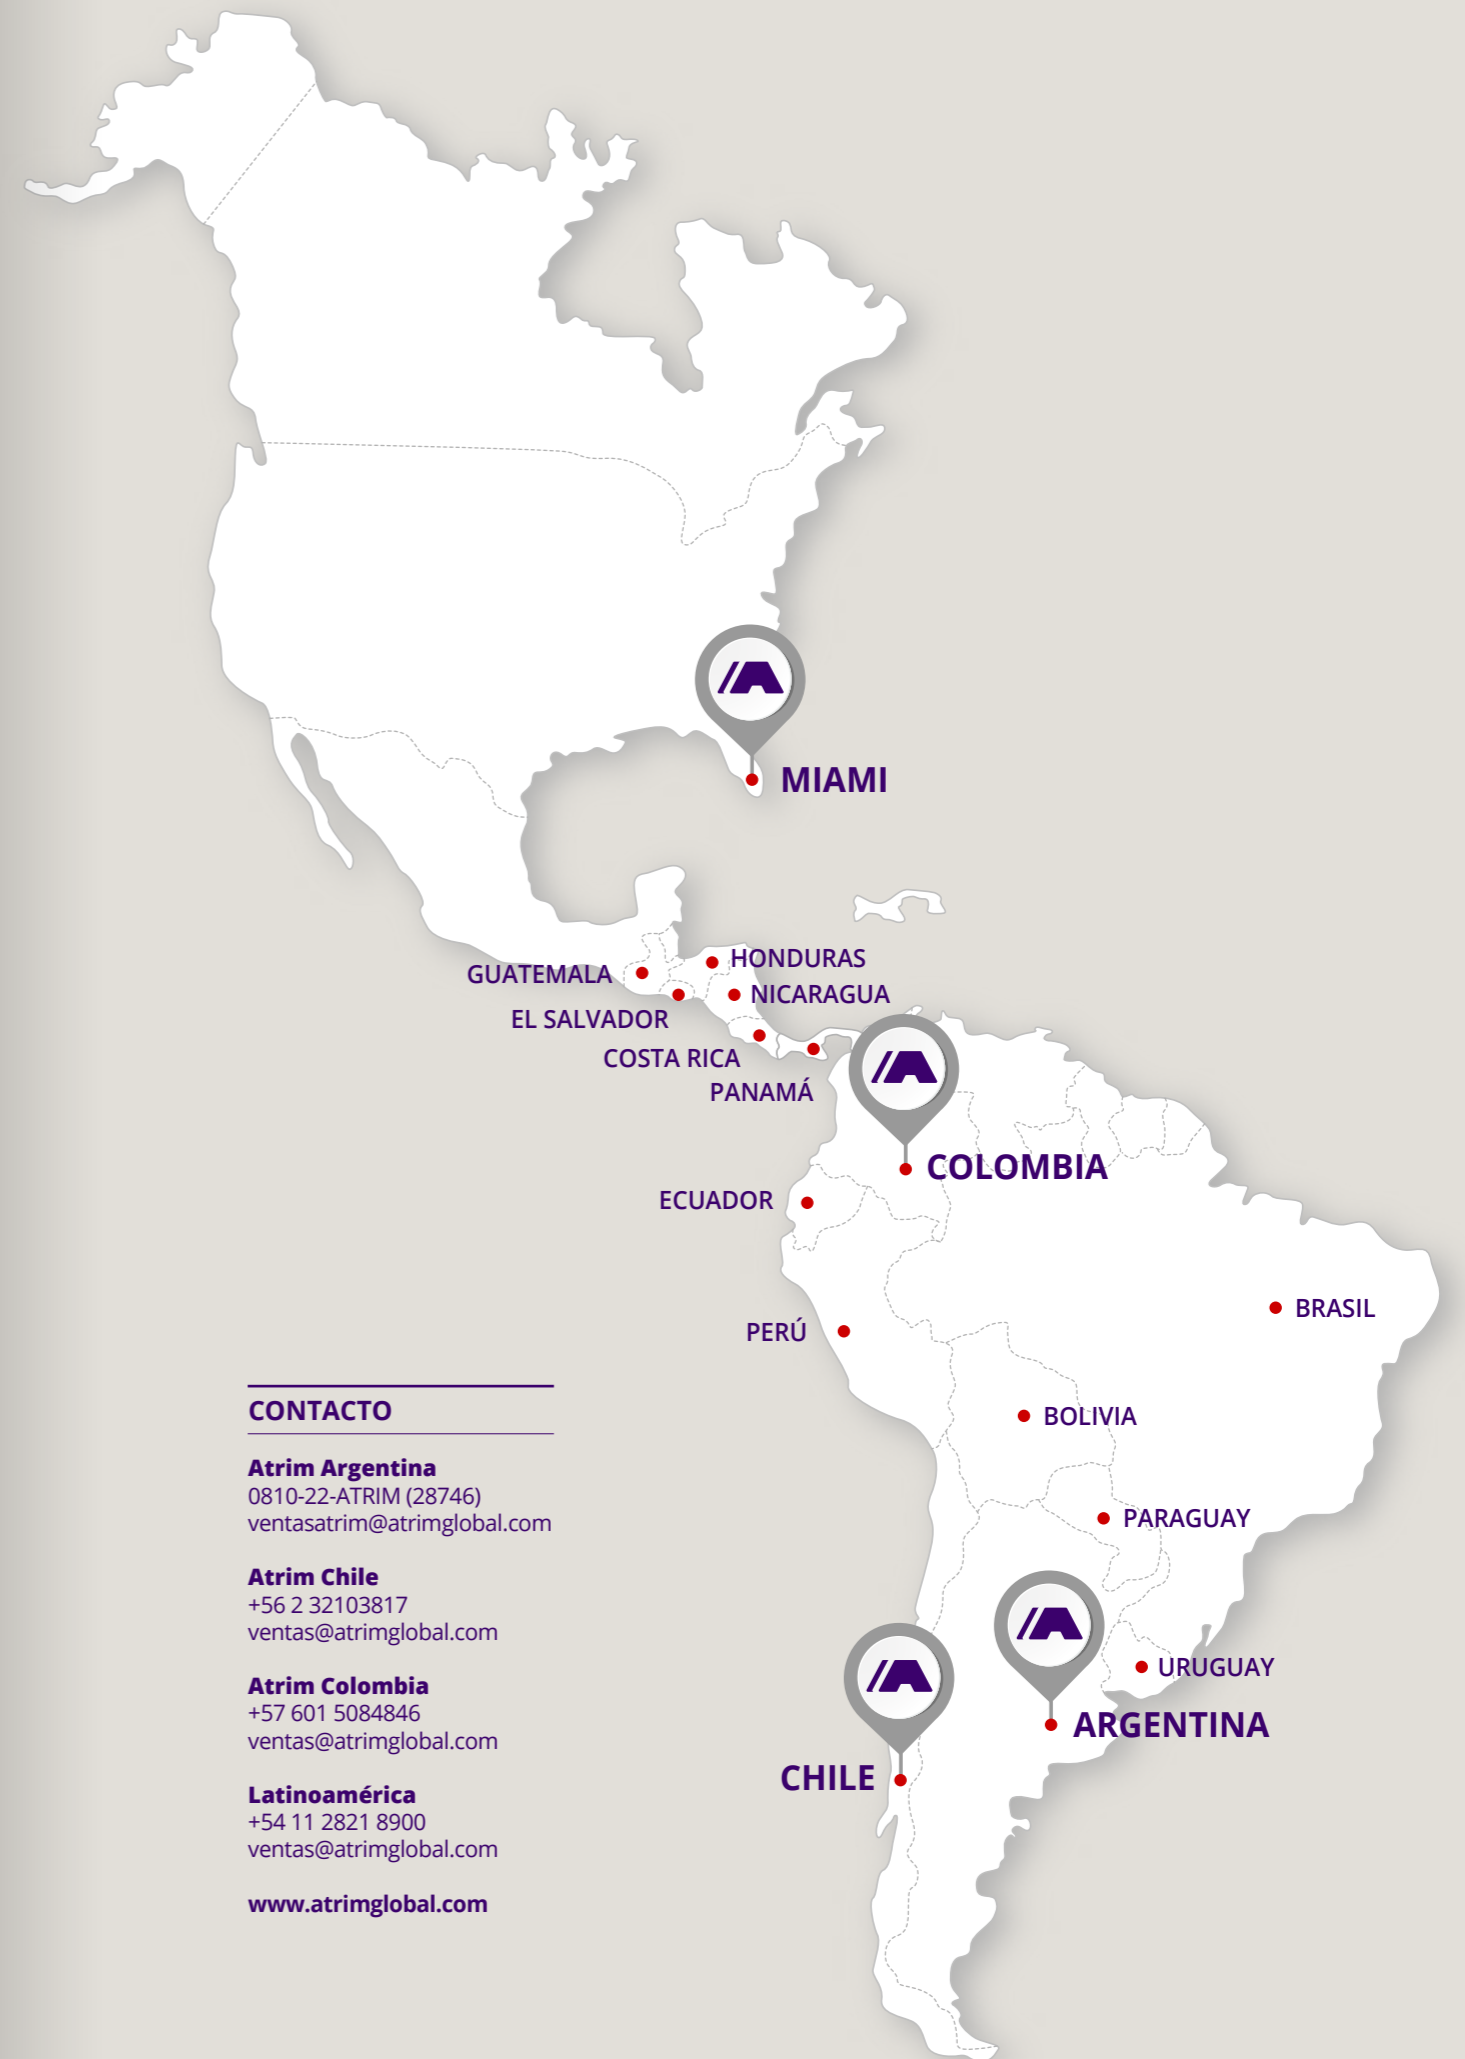 MIAMI
HONDURAS
GUATEMALA
NICARAGUA
EL SALVADOR
COSTA RICA
PANAMÁ
COLOMBIA
ECUADOR
BRASIL
PERÚ
BOLIVIA
PARAGUAY
URUGUAY
ARGENTINA
CHILE
CONTACTO
Atrim Argentina
0810-22-ATRIM (28746)
ventasatrim@atrimglobal.com
Atrim Chile
+56 2 32103817
ventas@atrimglobal.com
Atrim Colombia
+57 601 5084846
ventas@atrimglobal.com
Latinoamérica
+54 11 2821 8900
ventas@atrimglobal.com
www.atrimglobal.com